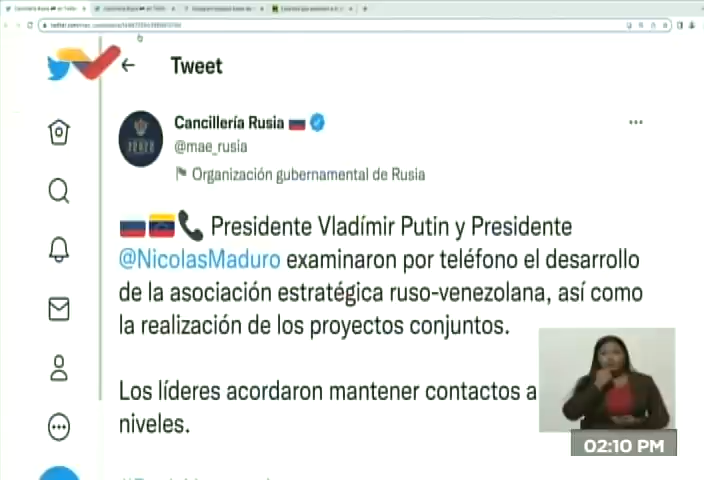 Tweet
Cancillería Rusia
@mae_rusia
Organización gubernamental de Rusia
Presidente Vladímir Putin y Presidente
@NicolasMaduro examinaron por teléfono el desarrollo
de la asociación estratégica ruso-venezolana, así como
la realización de los proyectos conjuntos.
Los líderes acordaron mantener contactos a
niveles.
02:10 PM